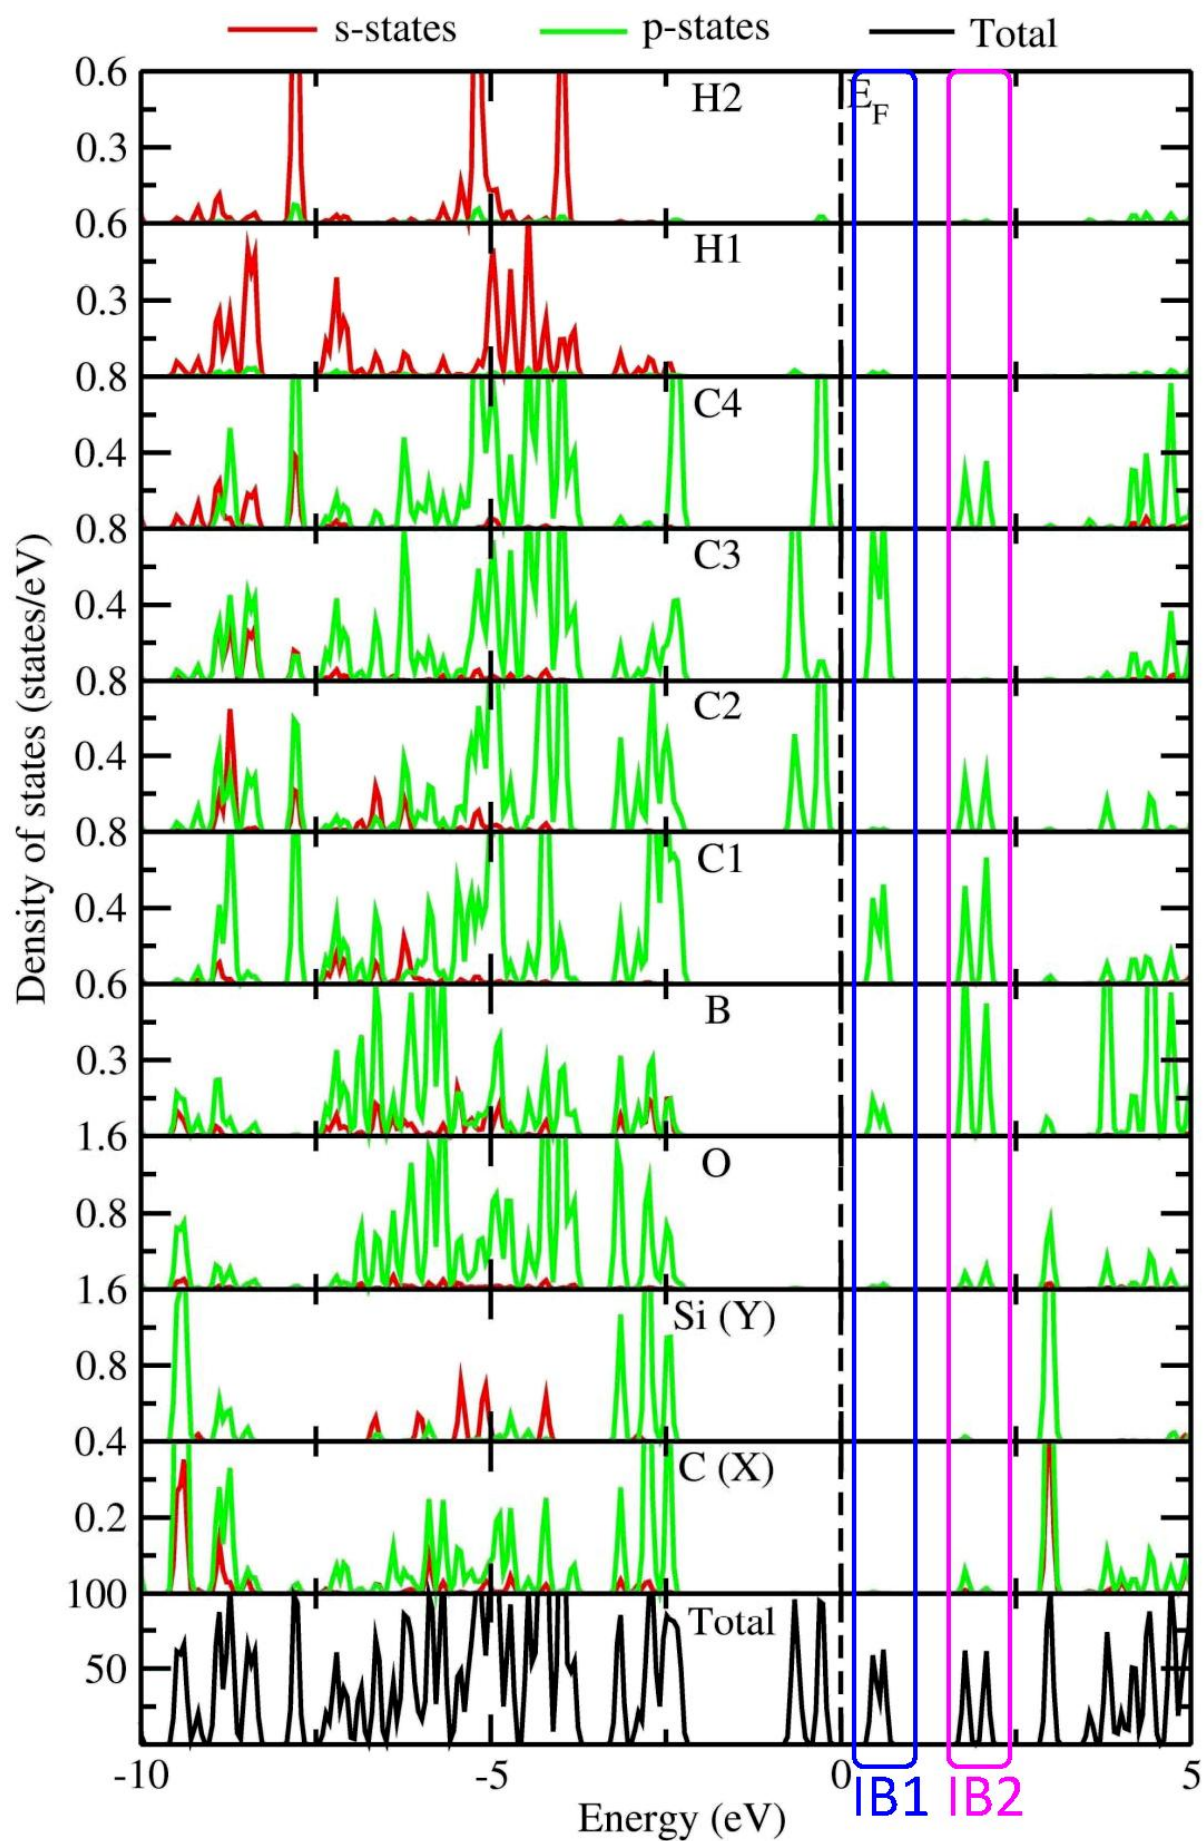 s-states p-states Total
0.6 H2 E_F
0.3
0.6 H1
0.3
0.8 C4
0.4
0.8 C3
0.4
0.8 C2
0.4
0.8 C1
0.4
0.6 B
0.3
1.6 O
0.8
1.6 Si (Y)
0.8
0.4 C (X)
0.2
100 Total
50
Density of states (states/eV)
-10 -5 0 5
IB1 IB2
Energy (eV)